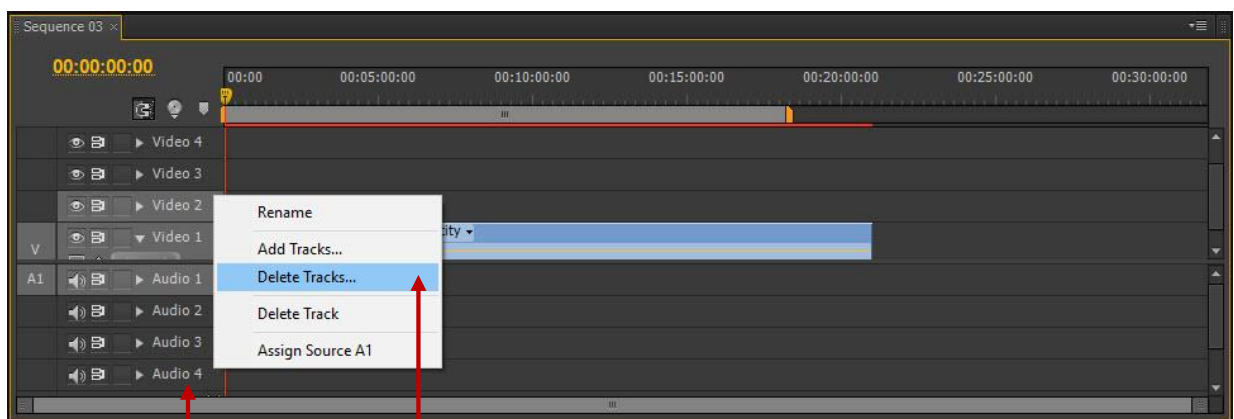 Sequence 03
00:00:00:00
00:00 00:05:00:00 00:10:00:00 00:15:00:00 00:20:00:00 00:25:00:00 00:30:00:00
Video 4
Video 3
Video 2
Rename
V Video 1 ity
Add Tracks...
A1 Audio 1 Delete Tracks...
Audio 2 Delete Track
Audio 3 Assign Source A1
Audio 4